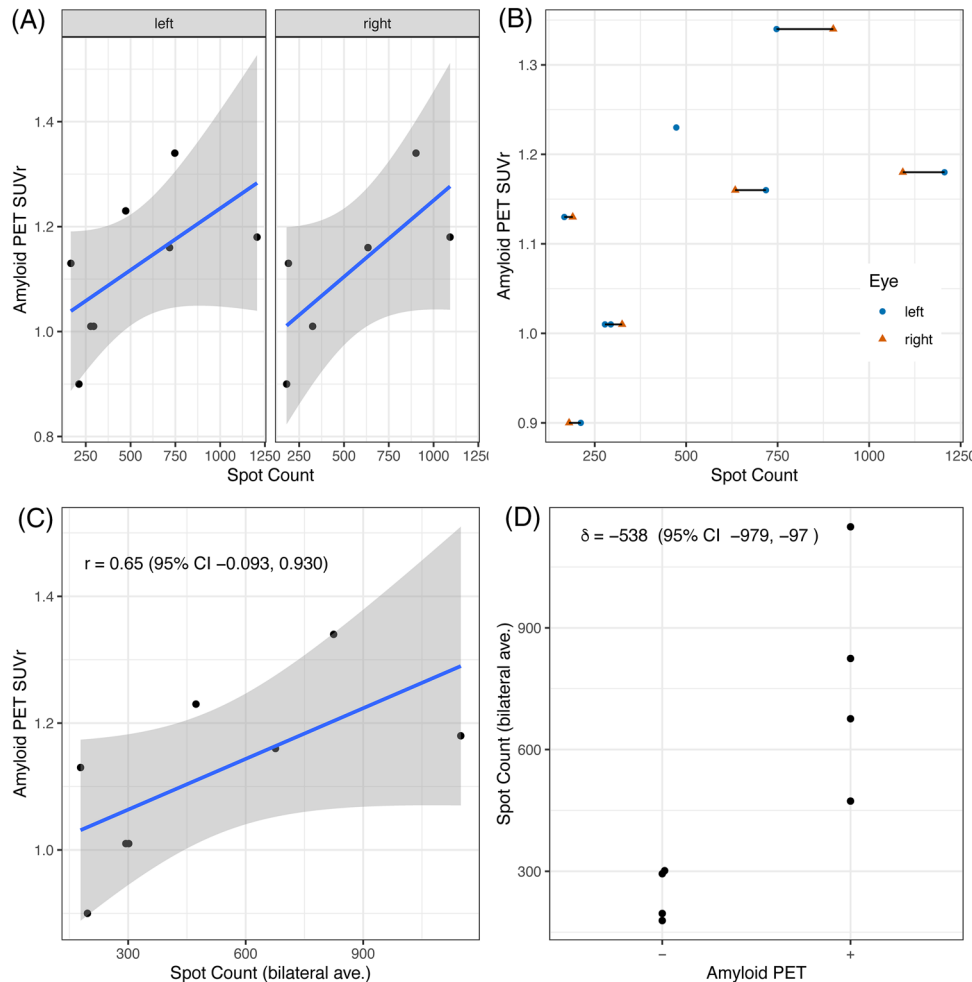 (A)
left
right
Amyloid PET SUVr
1.4
1.2
1.0
0.8
250 500 750 1000 1250
250 500 750 1000 125
Spot Count
(B)
Amyloid PET SUVr
1.3
1.2
1.1
1.0
0.9
Eye
left
right
250 500 750 1000 125
Spot Count
(C)
r = 0.65 (95% CI −0.093, 0.930)
Amyloid PET SUVr
1.4
1.2
1.0
300 600 900
Spot Count (bilateral ave.)
(D)
δ = −538 (95% CI −979, −97 )
Spot Count (bilateral ave.)
900
600
300
− +
Amyloid PET